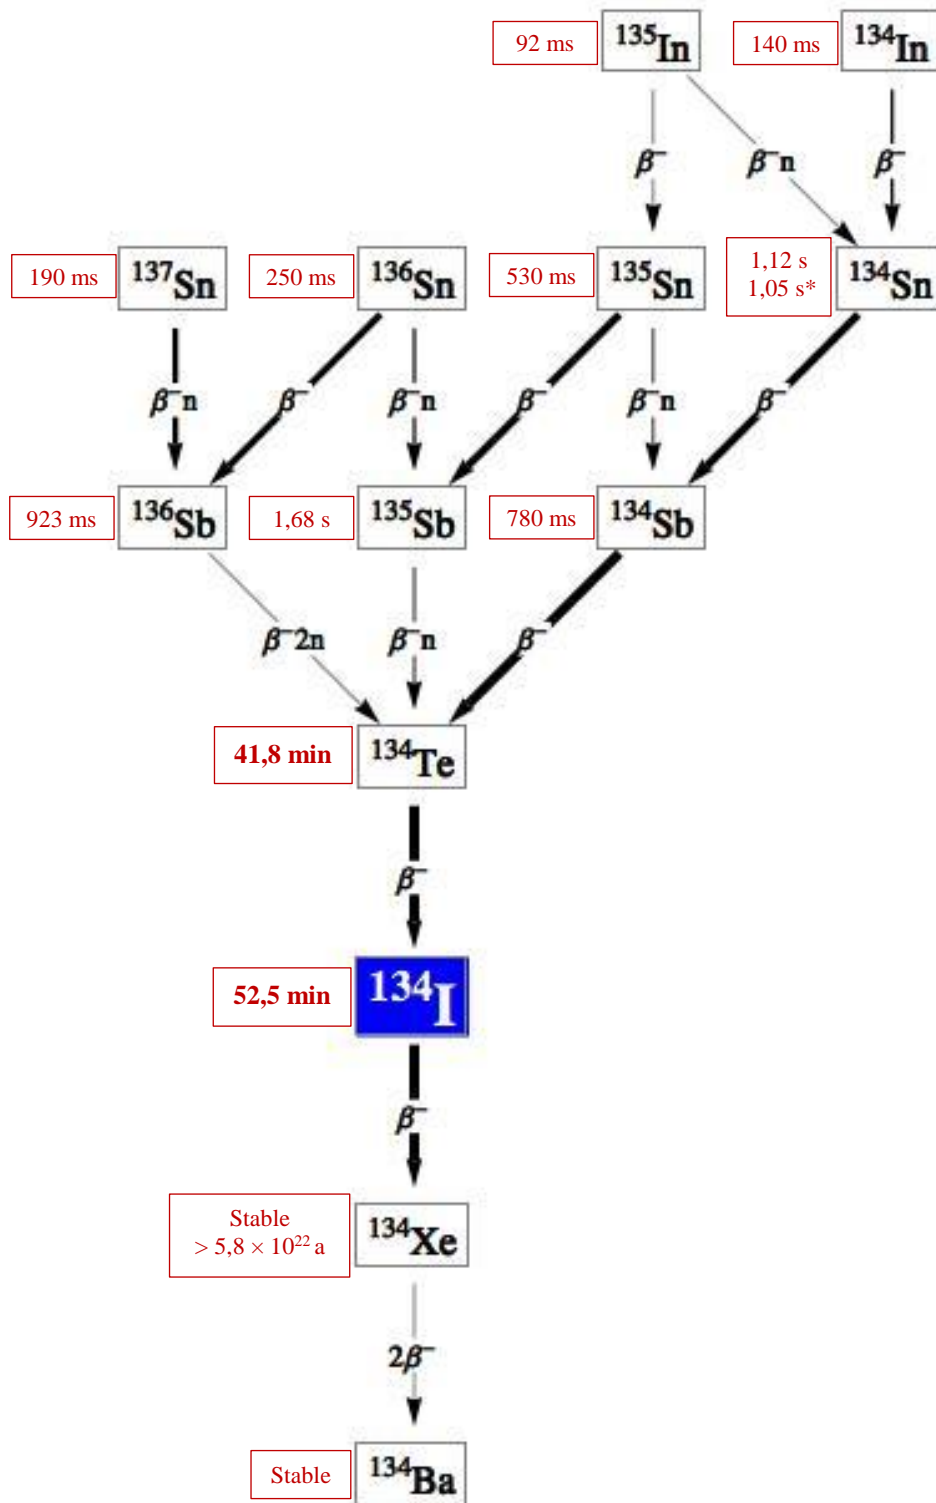 92 ms ¹³⁵In 140 ms ¹³⁴In
β⁻ β⁻n β⁻
190 ms ¹³⁷Sn 250 ms ¹³⁶Sn 530 ms ¹³⁵Sn 1,12 s ¹³⁴Sn
1,05 s*
β⁻n β⁻ β⁻n β⁻ β⁻n β⁻
923 ms ¹³⁶Sb 1,68 s ¹³⁵Sb 780 ms ¹³⁴Sb
β⁻2n β⁻n β⁻
41,8 min ¹³⁴Te
β⁻
52,5 min ¹³⁴I
β⁻
Stable
> 5,8 × 10²² a ¹³⁴Xe
2β⁻
Stable ¹³⁴Ba